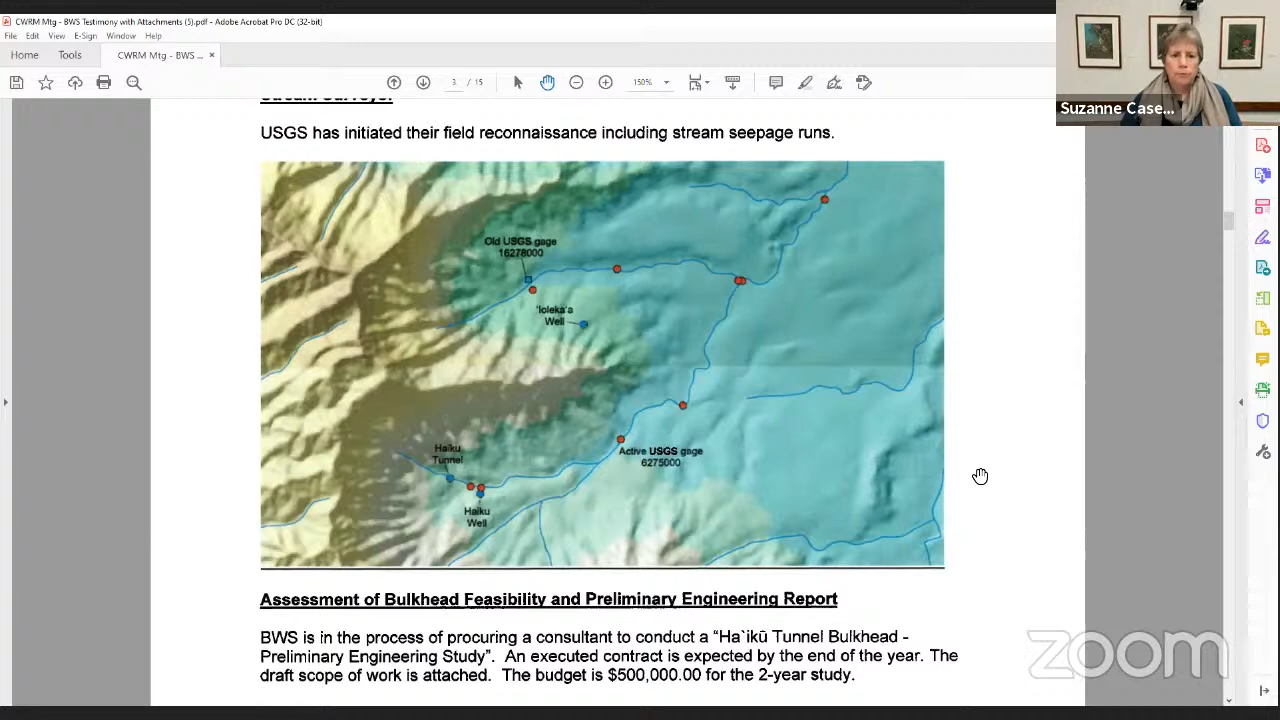 CWRM Mtg - BWS Testimony with Attachments (5).pdf - Adobe Acrobat Pro DC (32-bit)
File Edit View E-Sign Window Help
Home Tools CWRM Mtg - BWS ... ×
3 / 15 150%
Suzanne Case...
Stream Surveys:
USGS has initiated their field reconnaissance including stream seepage runs.
Old USGS gage
16278000
'Ioleka'a
Well
Haiku
Tunnel
Active USGS gage
6275000
Haiku
Well
Assessment of Bulkhead Feasibility and Preliminary Engineering Report
BWS is in the process of procuring a consultant to conduct a “Ha`ikū Tunnel Bulkhead -
Preliminary Engineering Study”. An executed contract is expected by the end of the year. The
draft scope of work is attached. The budget is $500,000.00 for the 2-year study.
zoom